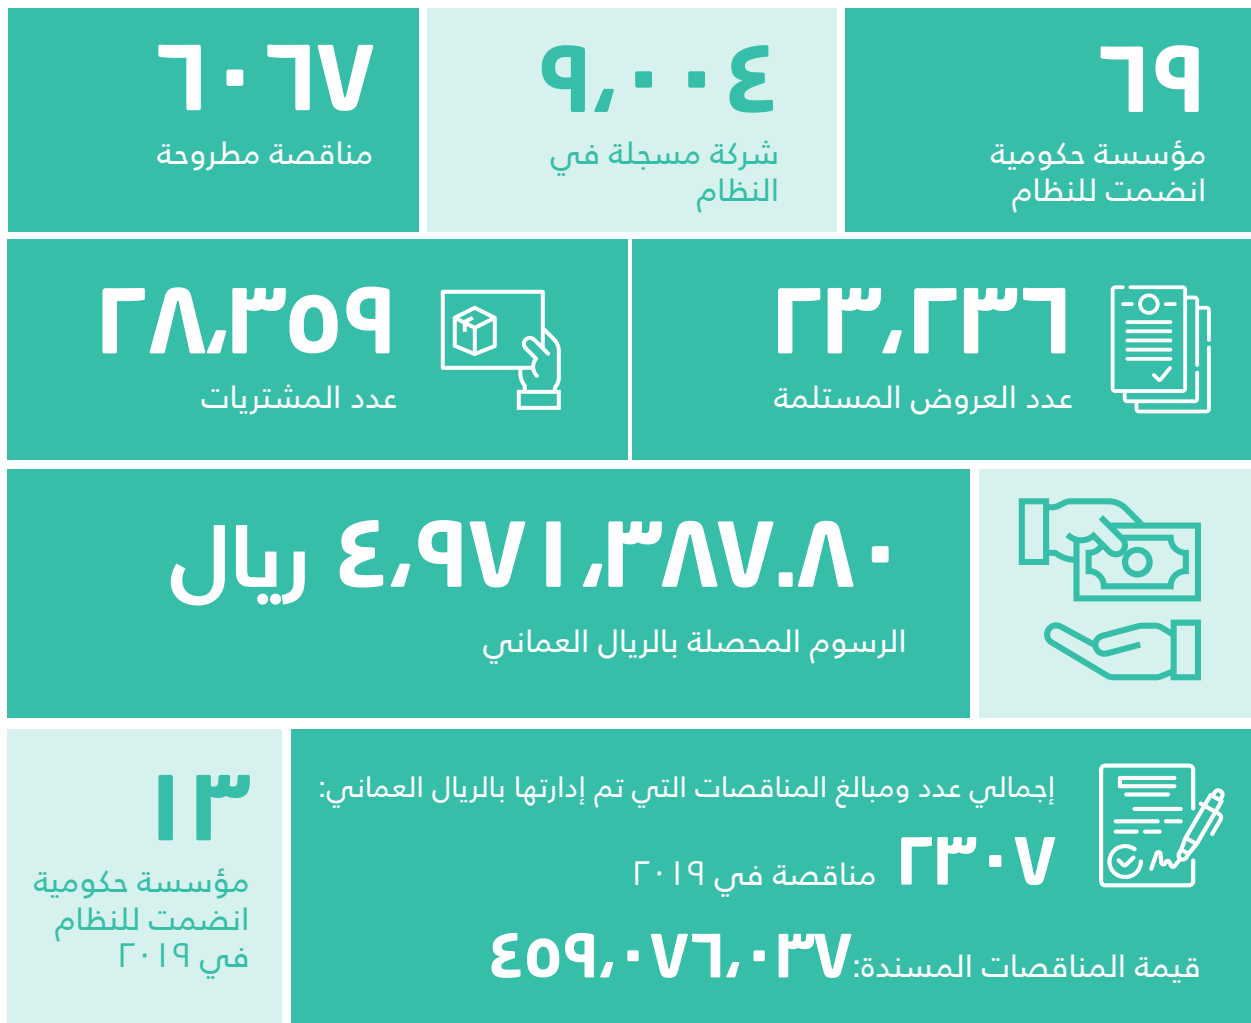 ٦٩
مؤسسة حكومية
انضمت للنظام
٩,٠٠٤
شركة مسجلة في
النظام
٦٠٦٧
مناقصة مطروحة
٢٣,٢٣٦
عدد العروض المستلمة
٢٨,٣٥٩
عدد المشتريات
٤,٩٧١,٣٨٧.٨٠ ريال
الرسوم المحصلة بالريال العماني
إجمالي عدد ومبالغ المناقصات التي تم إدارتها بالريال العماني:
٢٣٠٧ مناقصة في ٢٠١٩
قيمة المناقصات المسندة:٤٥٩,٠٧٦,٠٣٧
١٣
مؤسسة حكومية
انضمت للنظام
في ٢٠١٩